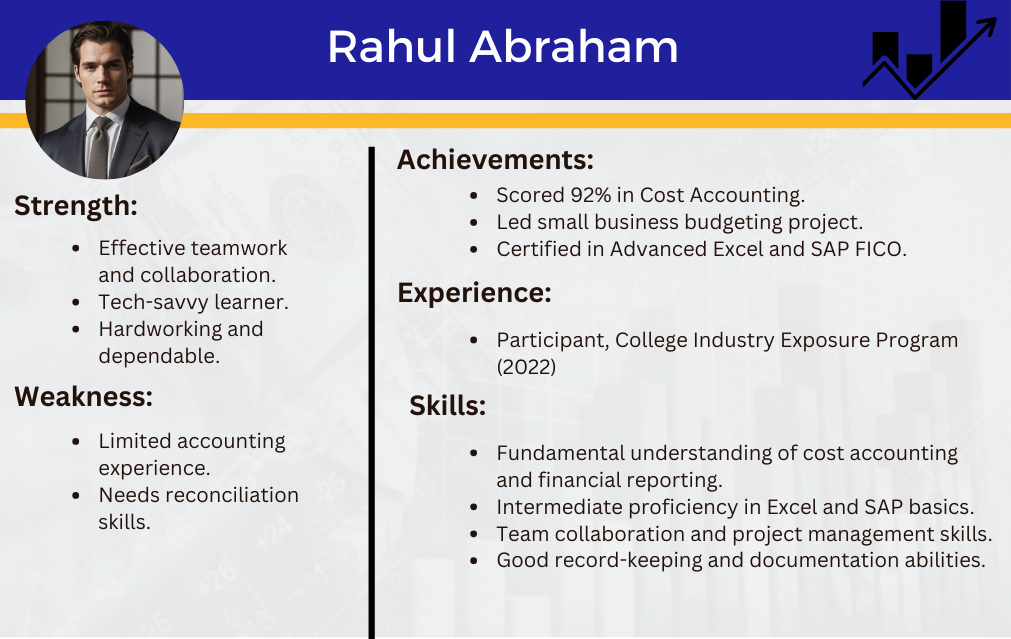 Rahul Abraham
Strength:
• Effective teamwork
and collaboration.
• Tech-savvy learner.
• Hardworking and
dependable.
Weakness:
• Limited accounting
experience.
• Needs reconciliation
skills.
Achievements:
• Scored 92% in Cost Accounting.
• Led small business budgeting project.
• Certified in Advanced Excel and SAP FICO.
Experience:
• Participant, College Industry Exposure Program
(2022)
Skills:
• Fundamental understanding of cost accounting
and financial reporting.
• Intermediate proficiency in Excel and SAP basics.
• Team collaboration and project management skills.
• Good record-keeping and documentation abilities.